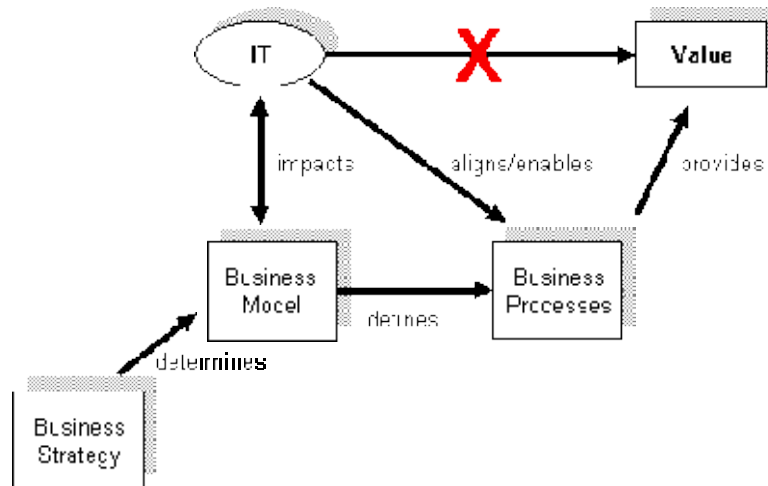 IT
X
Value
impacts
aligns/enables
provides
Business
Model
Business
Processes
defines
determines
Business
Strategy